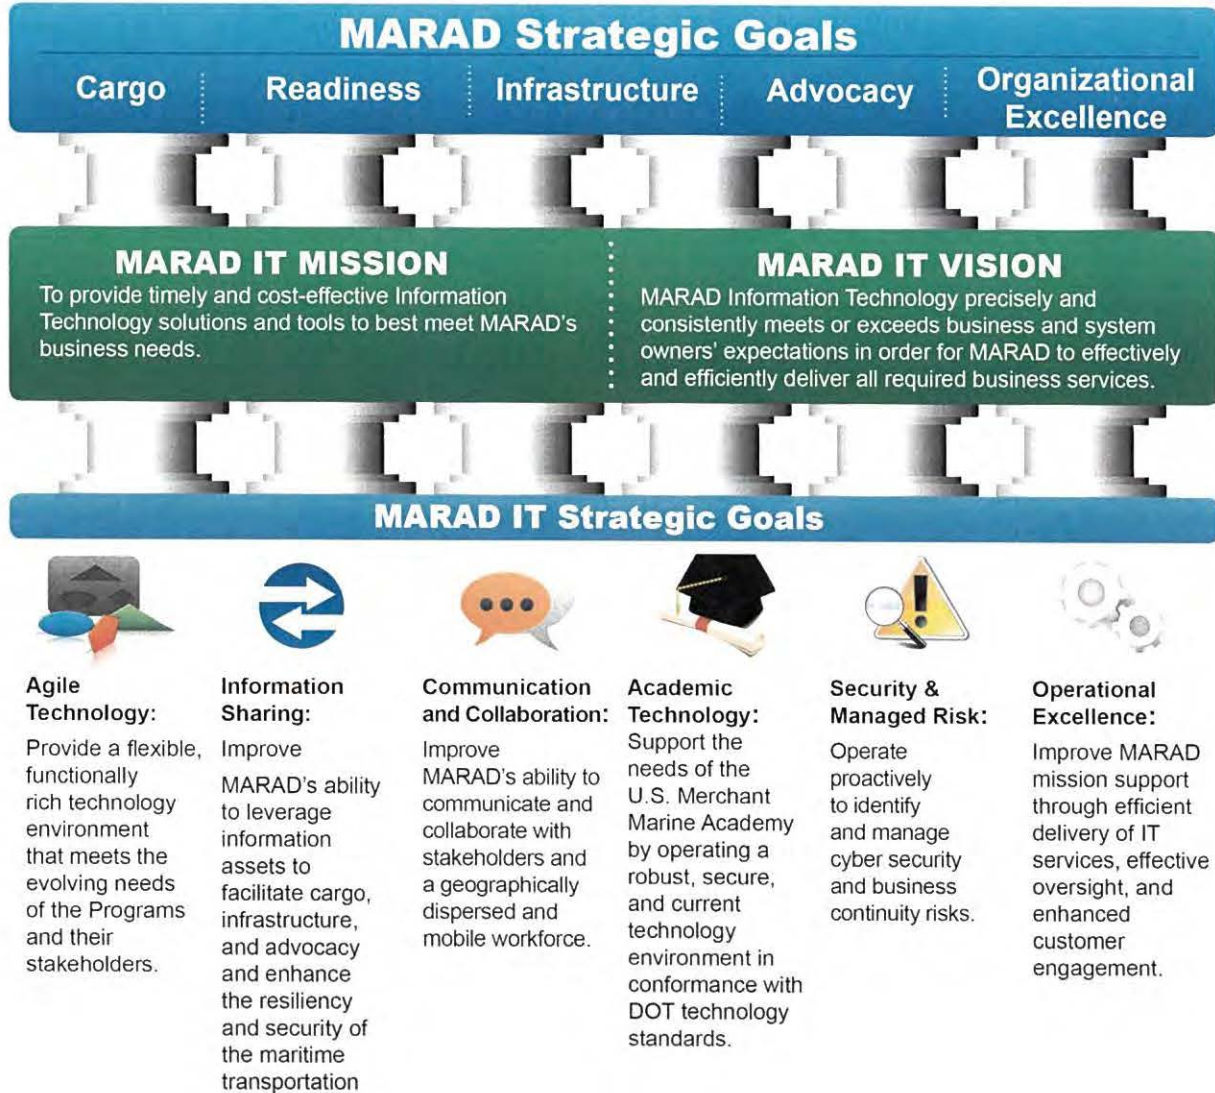 MARAD Strategic Goals
Cargo
Readiness
Infrastructure
Advocacy
Organizational
Excellence
MARAD IT MISSION
To provide timely and cost-effective Information
Technology solutions and tools to best meet MARAD's
business needs.
MARAD IT VISION
MARAD Information Technology precisely and
consistently meets or exceeds business and system
owners' expectations in order for MARAD to effectively
and efficiently deliver all required business services.
MARAD IT Strategic Goals
Agile
Technology:
Provide a flexible,
functionally
rich technology
environment
that meets the
evolving needs
of the Programs
and their
stakeholders.
Information
Sharing:
Improve
MARAD's ability
to leverage
information
assets to
facilitate cargo,
infrastructure,
and advocacy
and enhance
the resiliency
and security of
the maritime
transportation
Communication
and Collaboration:
Improve
MARAD's ability to
communicate and
collaborate with
stakeholders and
a geographically
dispersed and
mobile workforce.
Academic
Technology:
Support the
needs of the
U.S. Merchant
Marine Academy
by operating a
robust, secure,
and current
technology
environment in
conformance with
DOT technology
standards.
Security &
Managed Risk:
Operate
proactively
to identify
and manage
cyber security
and business
continuity risks.
Operational
Excellence:
Improve MARAD
mission support
through efficient
delivery of IT
services, effective
oversight, and
enhanced
customer
engagement.